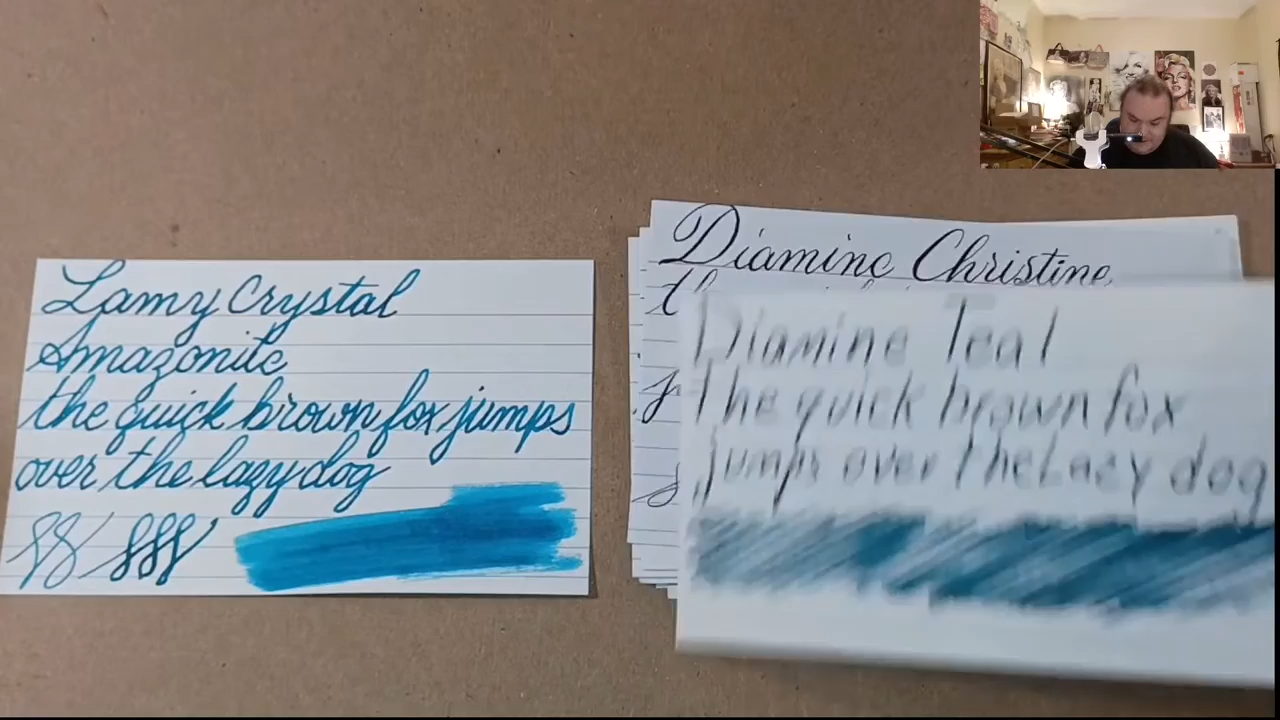 Lamy Crystal
Amazonite
the quick brown fox jumps
over the lazy dog
Diamine Christine
Diamine Teal
The quick brown fox
jumps over the Lazy dog